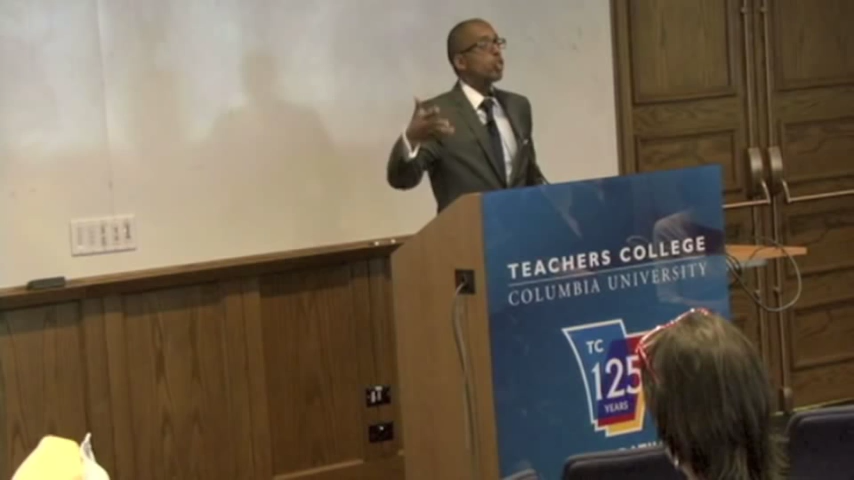 TEACHERS COLLEGE
COLUMBIA UNIVERSITY
TC
125
YEARS